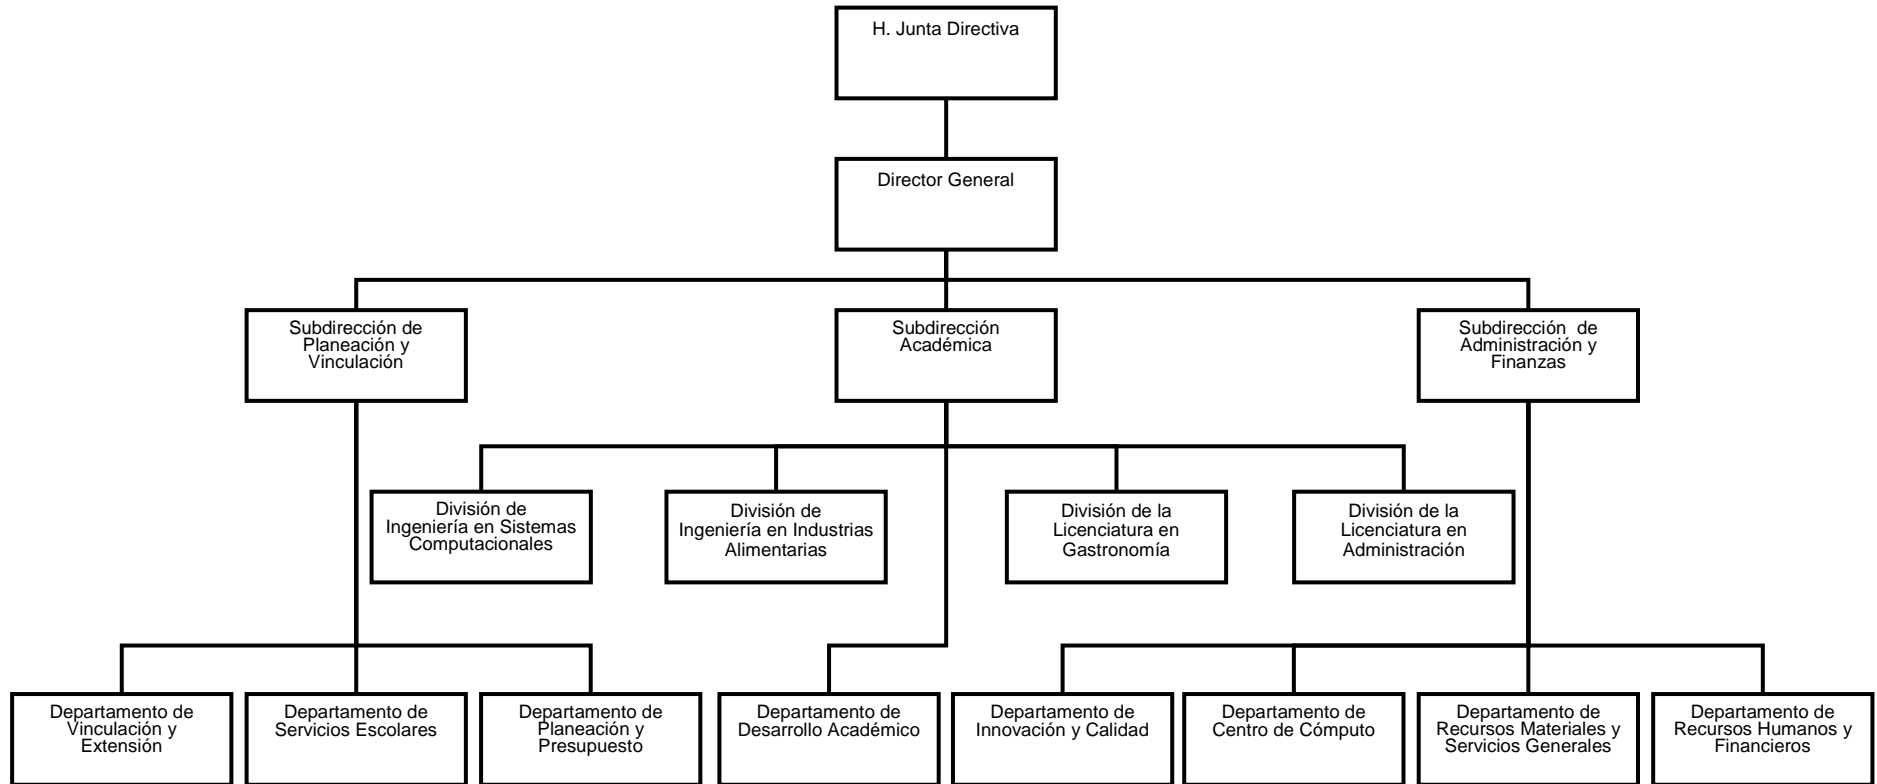 H. Junta Directiva
Director General
Subdirección de
Planeación y
Vinculación
Subdirección
Académica
Subdirección  de
Administración y
Finanzas
División de
Ingeniería en Sistemas
Computacionales
División de
Ingeniería en Industrias
Alimentarias
División de la
Licenciatura en
Gastronomía
División de la
Licenciatura en
Administración
Departamento de
Vinculación y
Extensión
Departamento de
Servicios Escolares
Departamento de
Planeación y
Presupuesto
Departamento de
Desarrollo Académico
Departamento de
Innovación y Calidad
Departamento de
Centro de Cómputo
Departamento de
Recursos Materiales y
Servicios Generales
Departamento de
Recursos Humanos y
Financieros